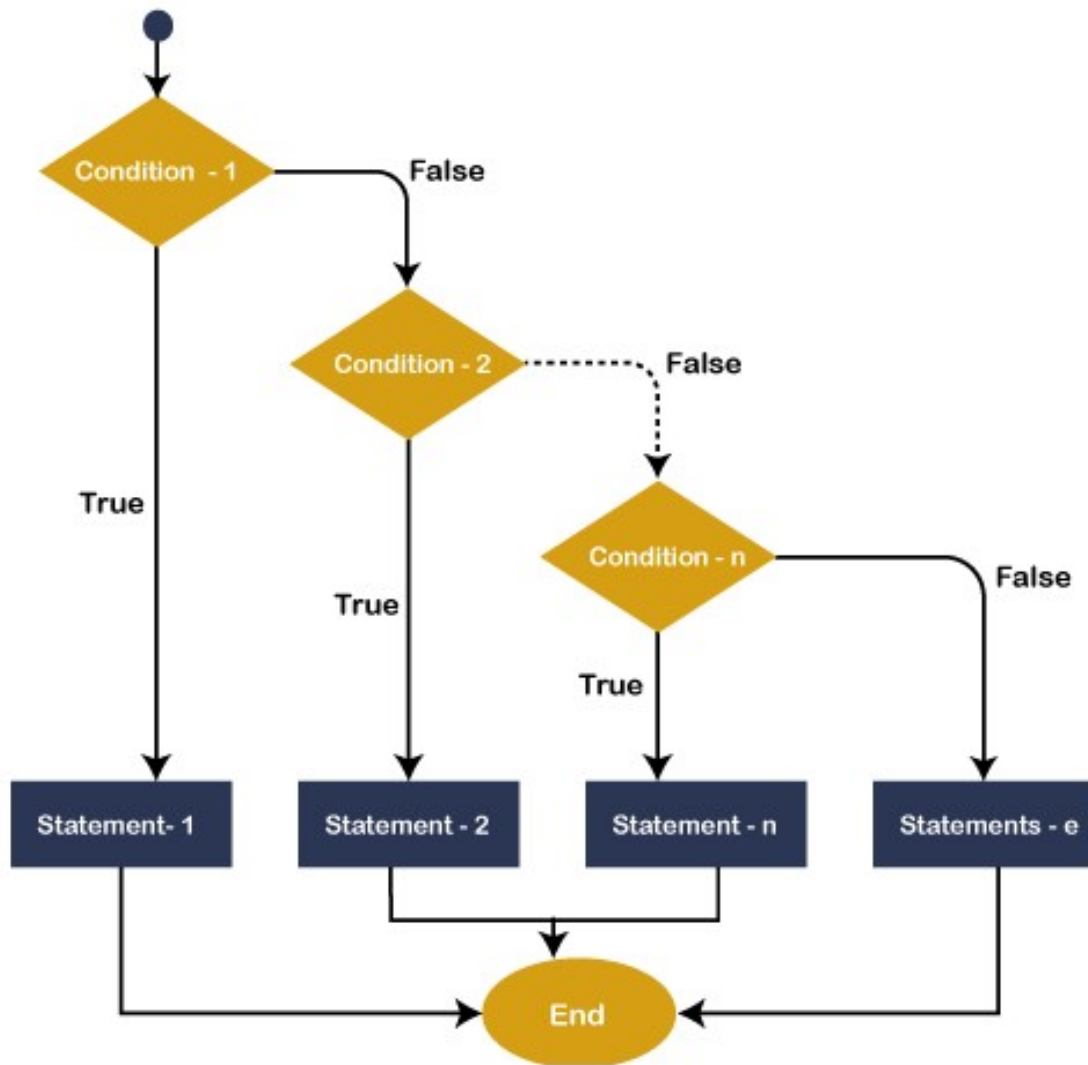 Condition - 1
False
Condition - 2
False
True
Condition - n
False
True
True
Statement- 1
Statement - 2
Statement - n
Statements - e
End